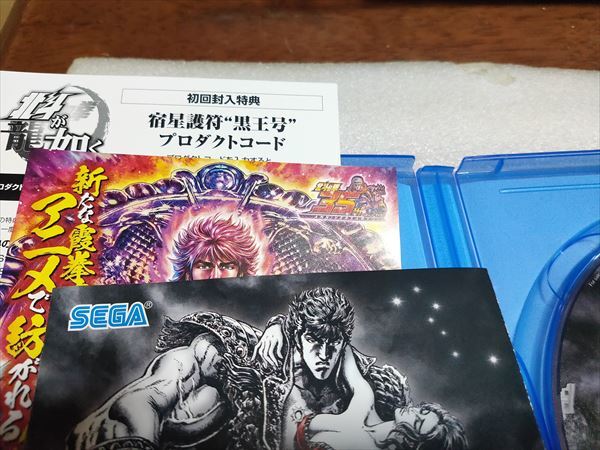 北斗が
龍如く
初回封入特典
宿星護符“黒王号”
プロダクトコード
新たな霞拳
アニメで紡がれる
35th
SEGA®